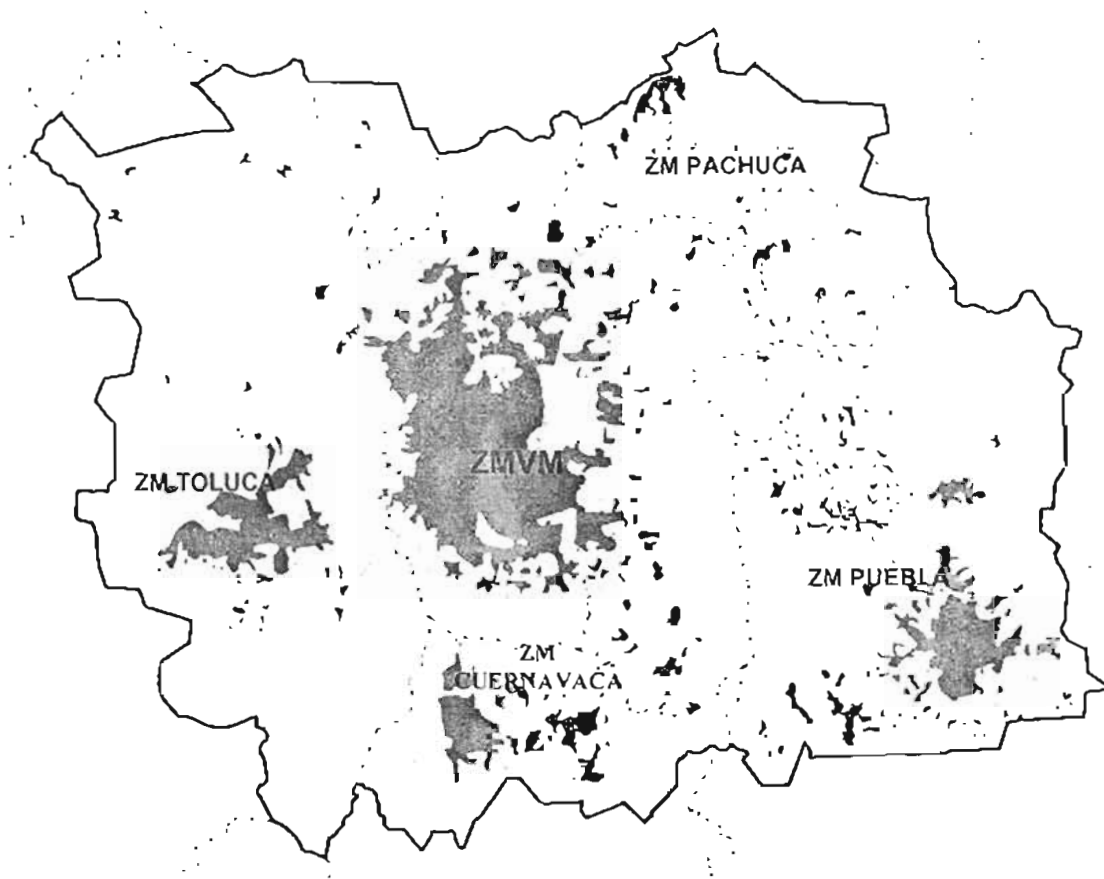 ZM PACHUCA
ZMVM
ZM TOLUCA
ZM PUEBLA
ZM
CUERNAVACA